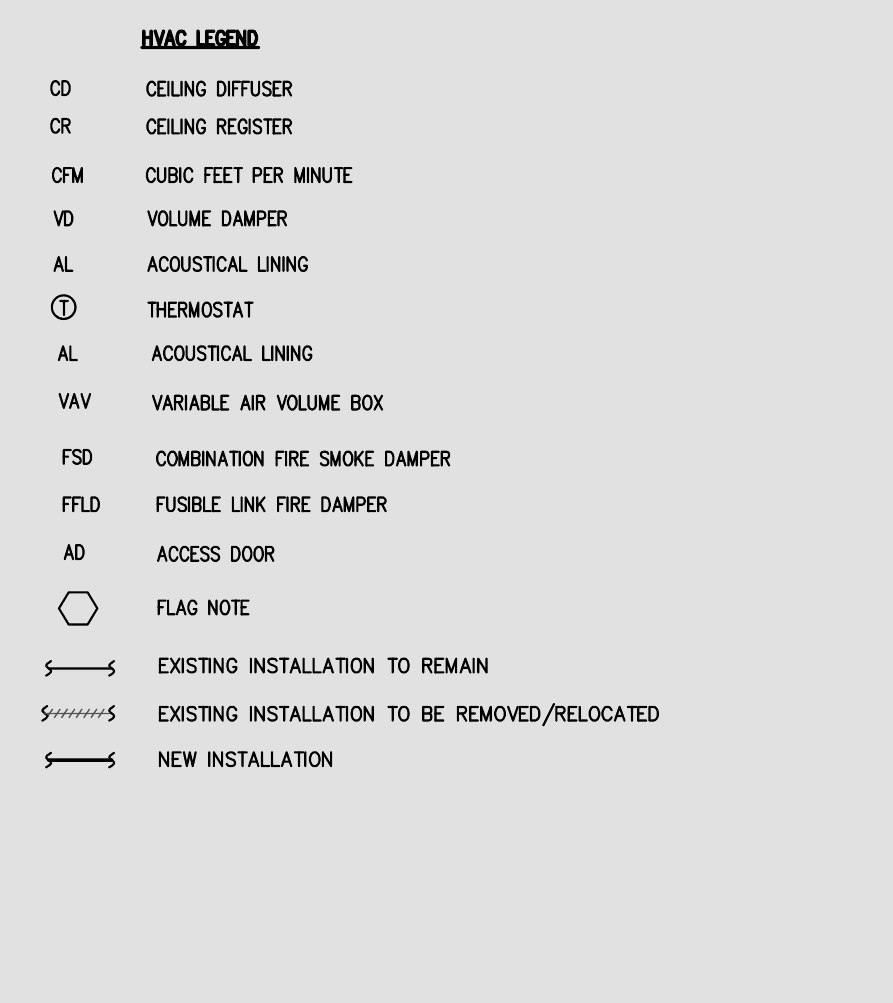 HVAC LEGEND
CD CEILING DIFFUSER
CR CEILING REGISTER
CFM CUBIC FEET PER MINUTE
VD VOLUME DAMPER
AL ACOUSTICAL LINING
T THERMOSTAT
AL ACOUSTICAL LINING
VAV VARIABLE AIR VOLUME BOX
FSD COMBINATION FIRE SMOKE DAMPER
FFLD FUSIBLE LINK FIRE DAMPER
AD ACCESS DOOR
FLAG NOTE
EXISTING INSTALLATION TO REMAIN
EXISTING INSTALLATION TO BE REMOVED/RELOCATED
NEW INSTALLATION